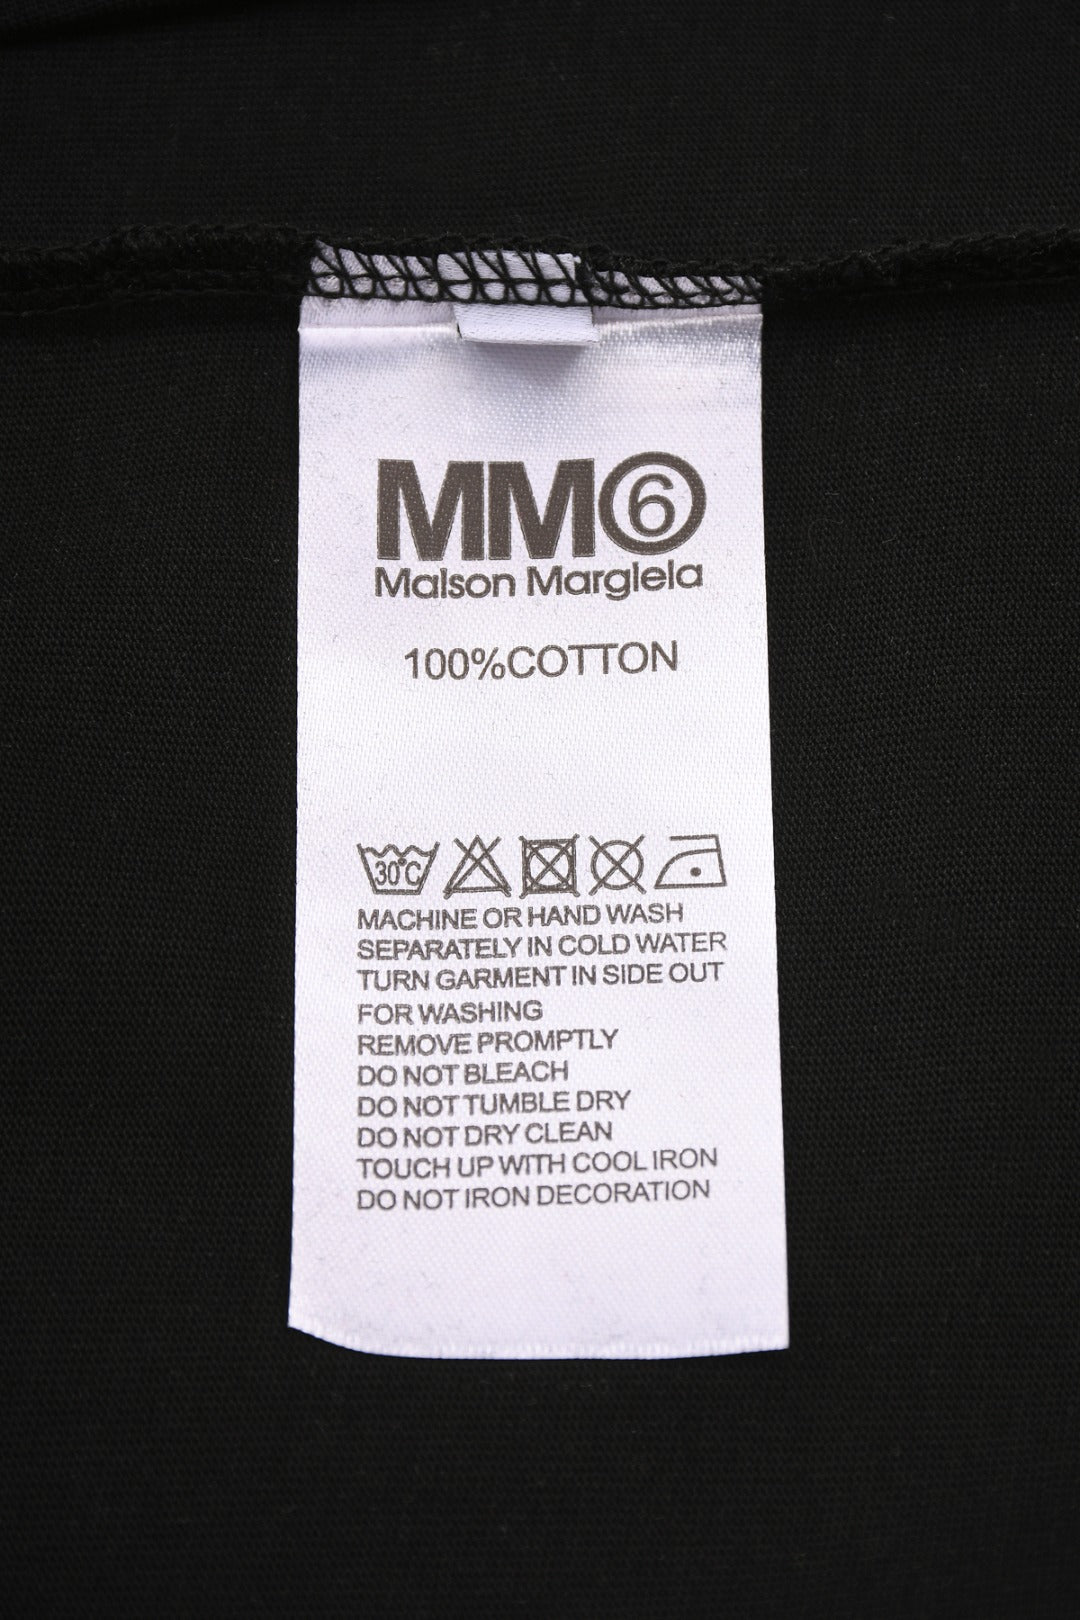 MM6
Maison Margiela
100%COTTON
30°C
MACHINE OR HAND WASH
SEPARATELY IN COLD WATER
TURN GARMENT IN SIDE OUT
FOR WASHING
REMOVE PROMPTLY
DO NOT BLEACH
DO NOT TUMBLE DRY
DO NOT DRY CLEAN
TOUCH UP WITH COOL IRON
DO NOT IRON DECORATION